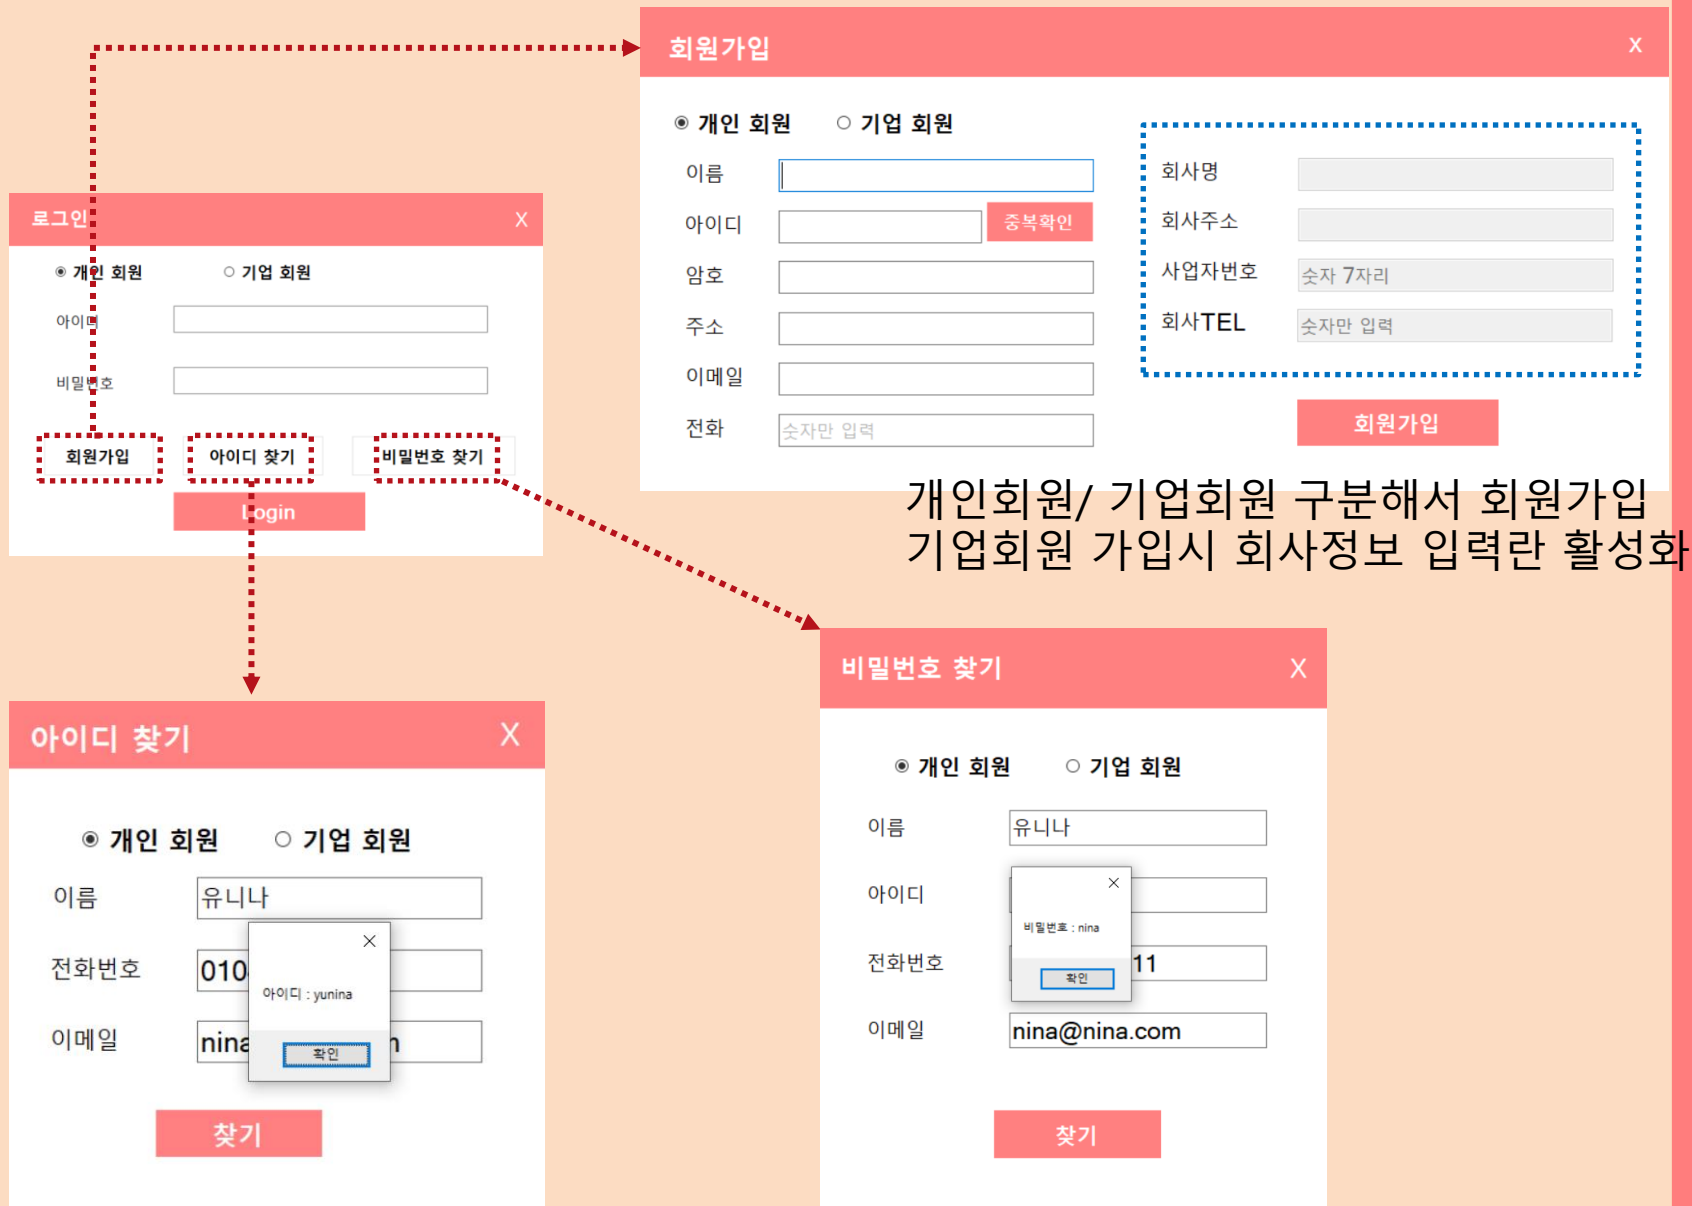 회원가입 x
개인 회원 기업 회원
이름
아이디 중복확인
암호
주소
이메일
전화 숫자만 입력
회사명
회사주소
사업자번호 숫자 7자리
회사TEL 숫자만 입력
회원가입
개인회원/ 기업회원 구분해서 회원가입
기업회원 가입시 회사정보 입력란 활성화
로그인 X
개인 회원 기업 회원
아이디
비밀번호
회원가입 아이디 찾기 비밀번호 찾기
Login
아이디 찾기 X
개인 회원 기업 회원
이름 유니나
전화번호 010
이메일 nina
아이디 : yunina
확인
찾기
비밀번호 찾기 X
개인 회원 기업 회원
이름 유니나
아이디
비밀번호 : nina
확인
전화번호 11
이메일 nina@nina.com
찾기